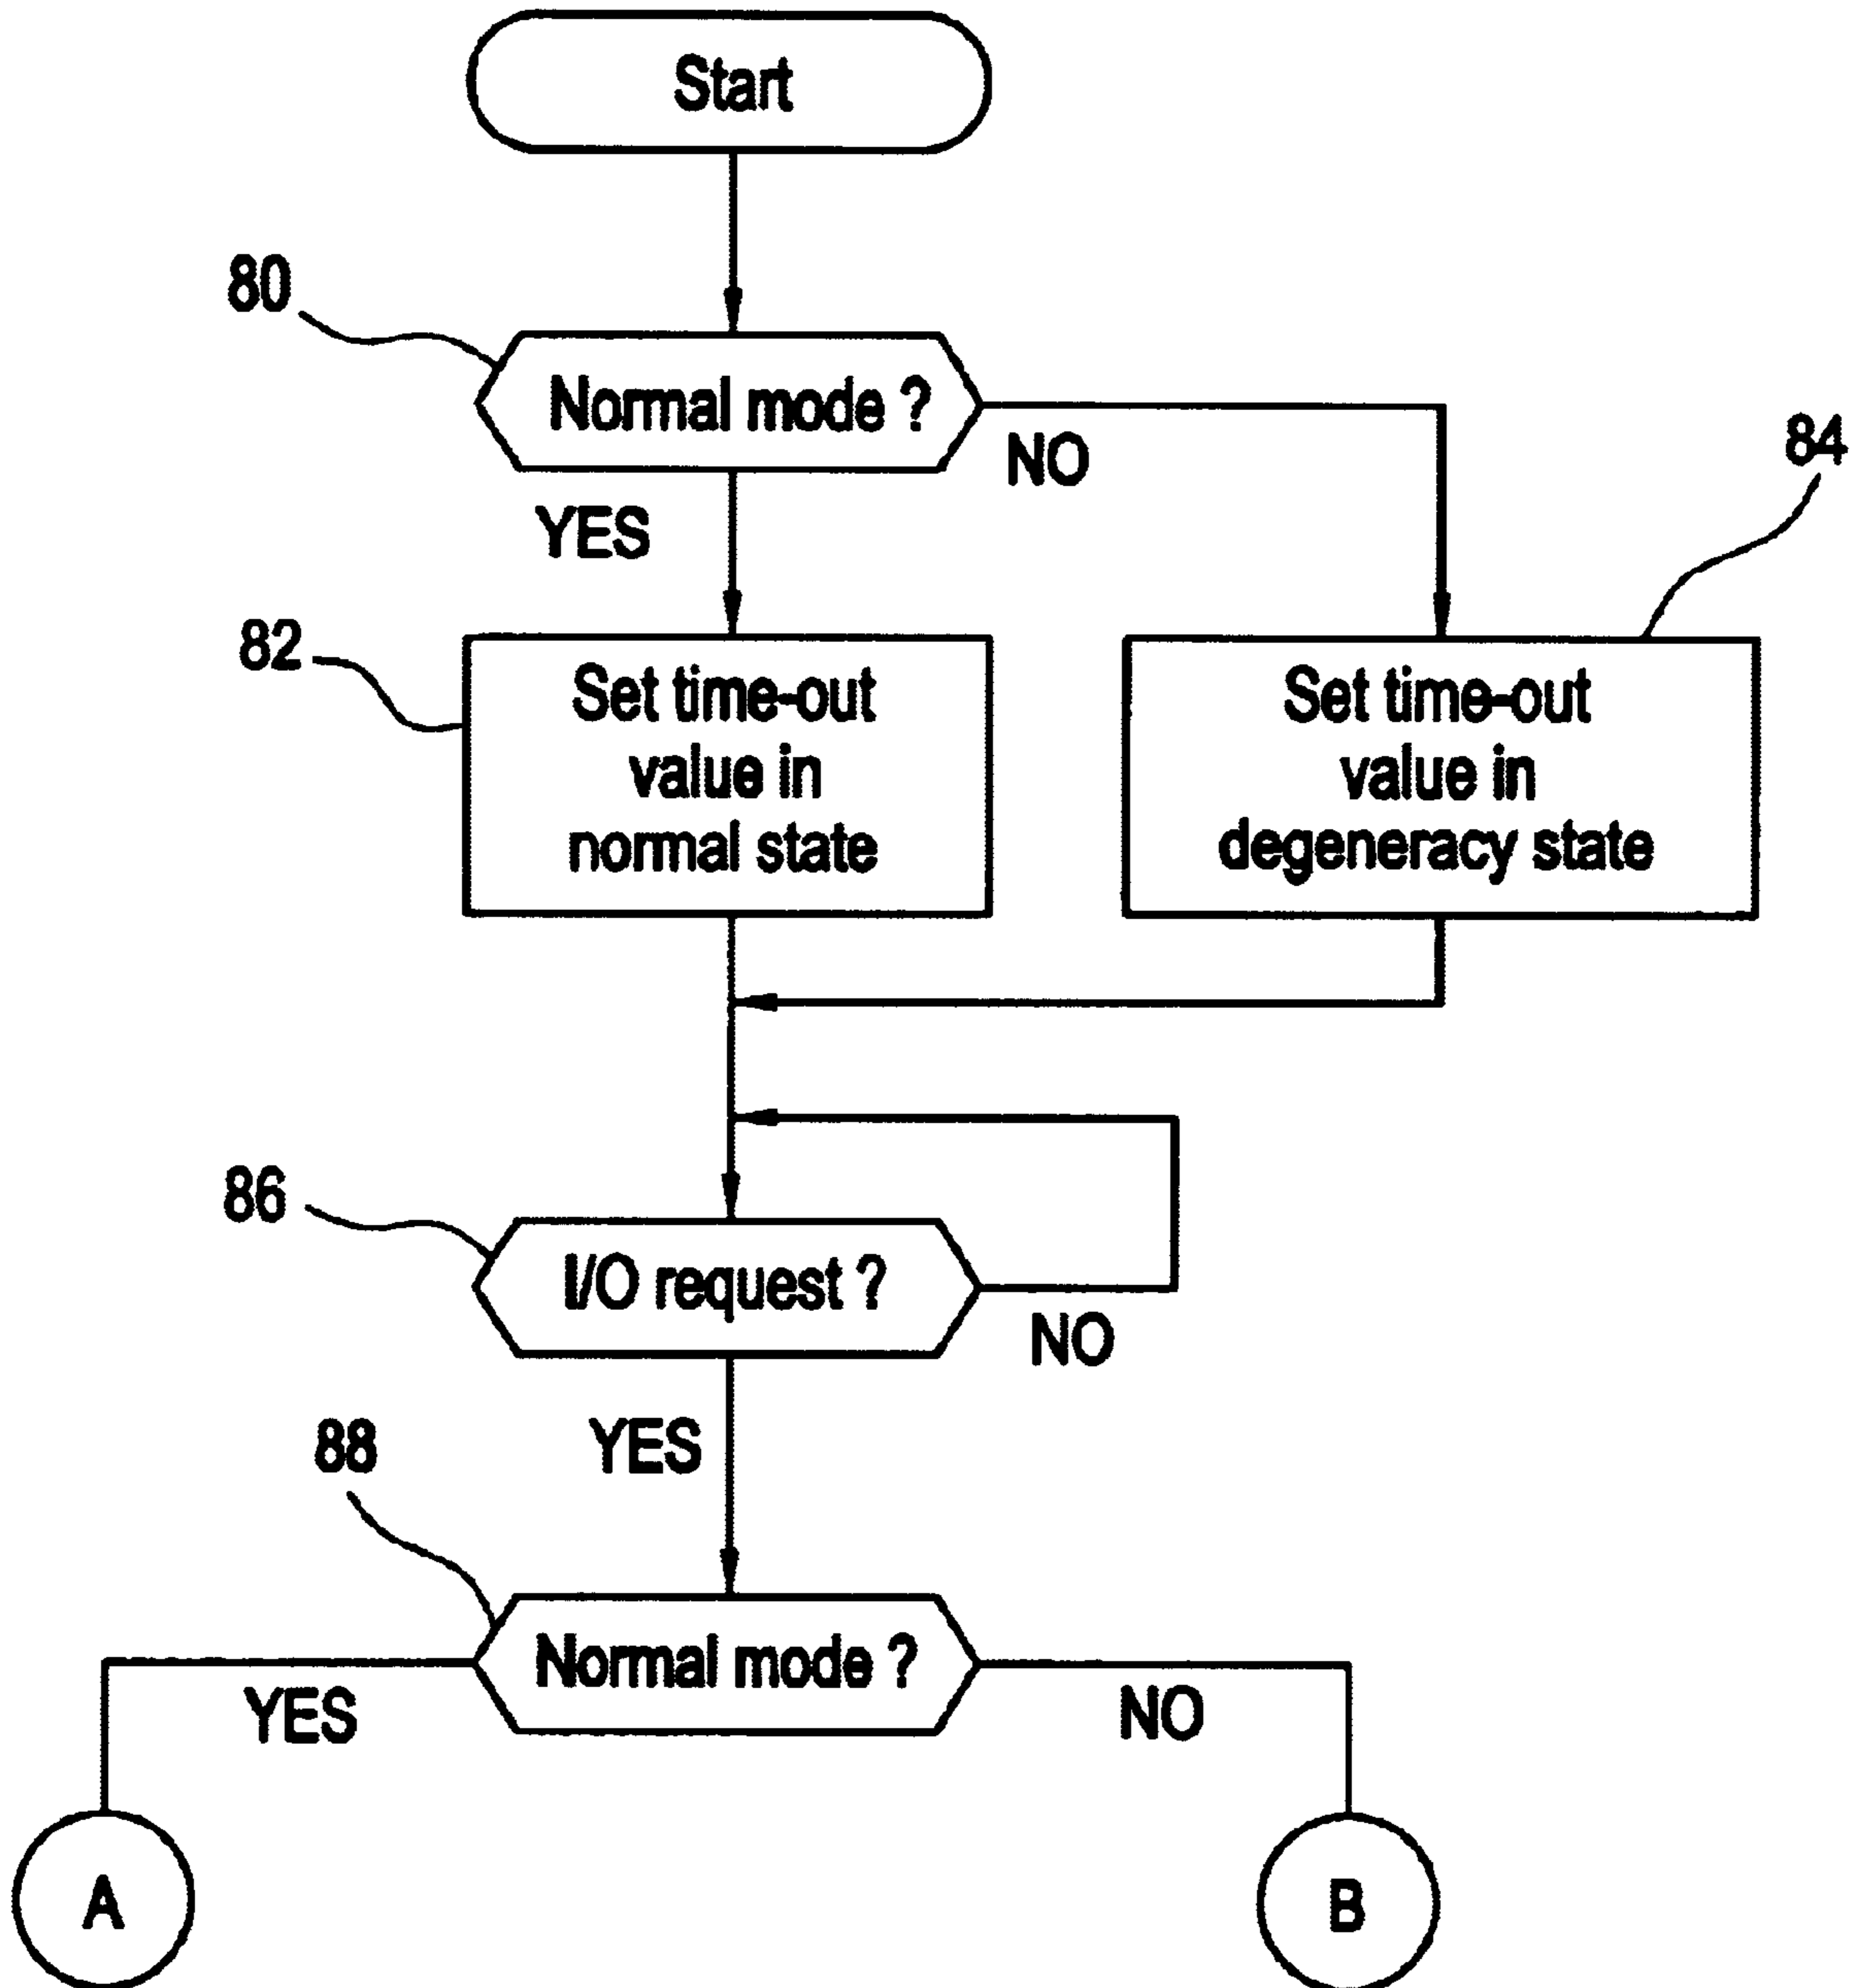 Start
80
Normal mode ?
NO
84
YES
82
Set time-out
value in
normal state
Set time-out
value in
degeneracy state
86
I/O request ?
NO
88
YES
Normal mode ?
YES
NO
A
B